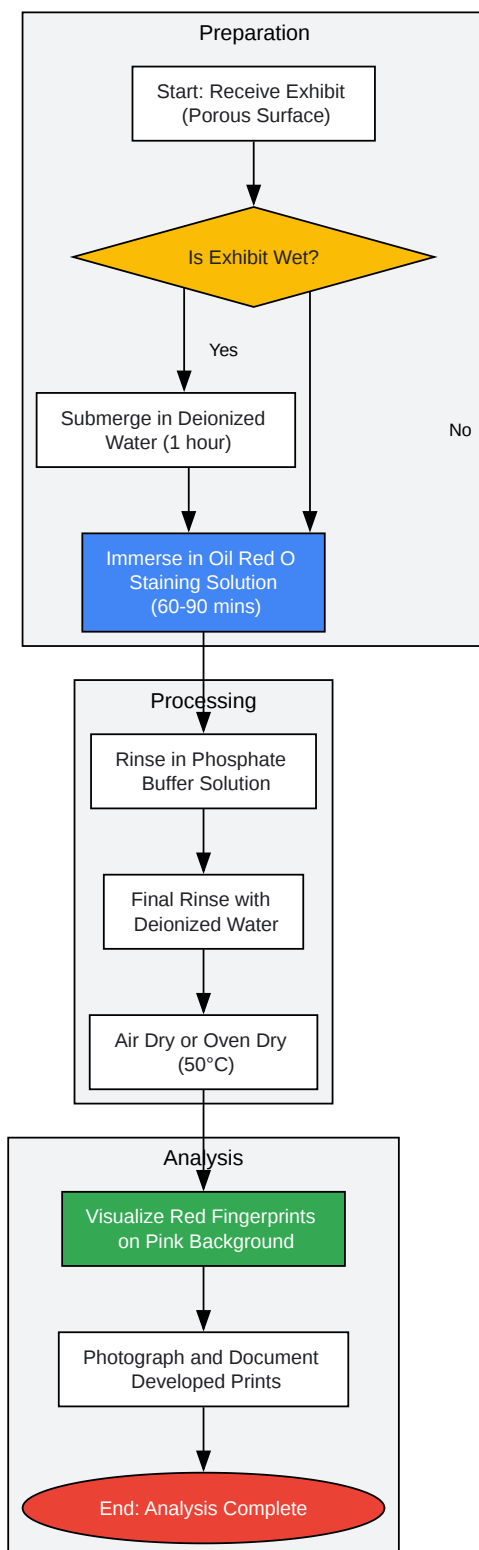 Preparation
Start: Receive Exhibit
(Porous Surface)
Is Exhibit Wet?
Yes
Submerge in Deionized
Water (1 hour)
No
Immerse in Oil Red O
Staining Solution
(60-90 mins)
Processing
Rinse in Phosphate
Buffer Solution
Final Rinse with
Deionized Water
Air Dry or Oven Dry
(50°C)
Analysis
Visualize Red Fingerprints
on Pink Background
Photograph and Document
Developed Prints
End: Analysis Complete